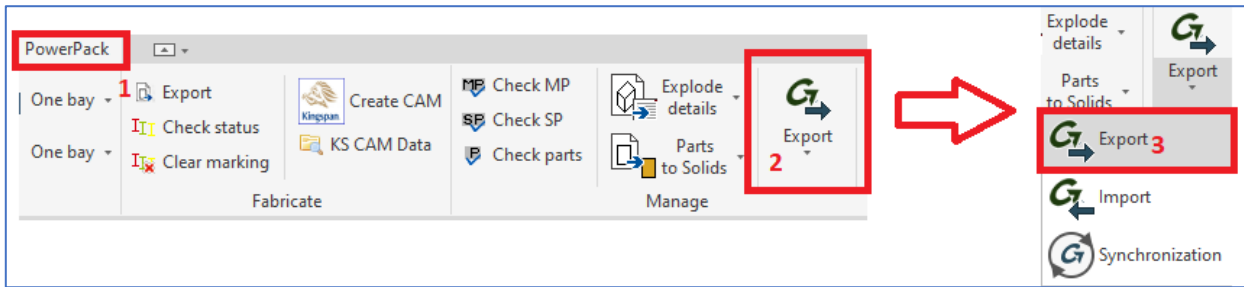 PowerPack
1
One bay
One bay
Export
Check status
Clear marking
Kingspan
Create CAM
KS CAM Data
Fabricate
MP Check MP
SP Check SP
P Check parts
Explode
details
Parts
to Solids
Manage
G
Export
2
Explode
details
Parts
to Solids
G
Export
G Export 3
G Import
G Synchronization